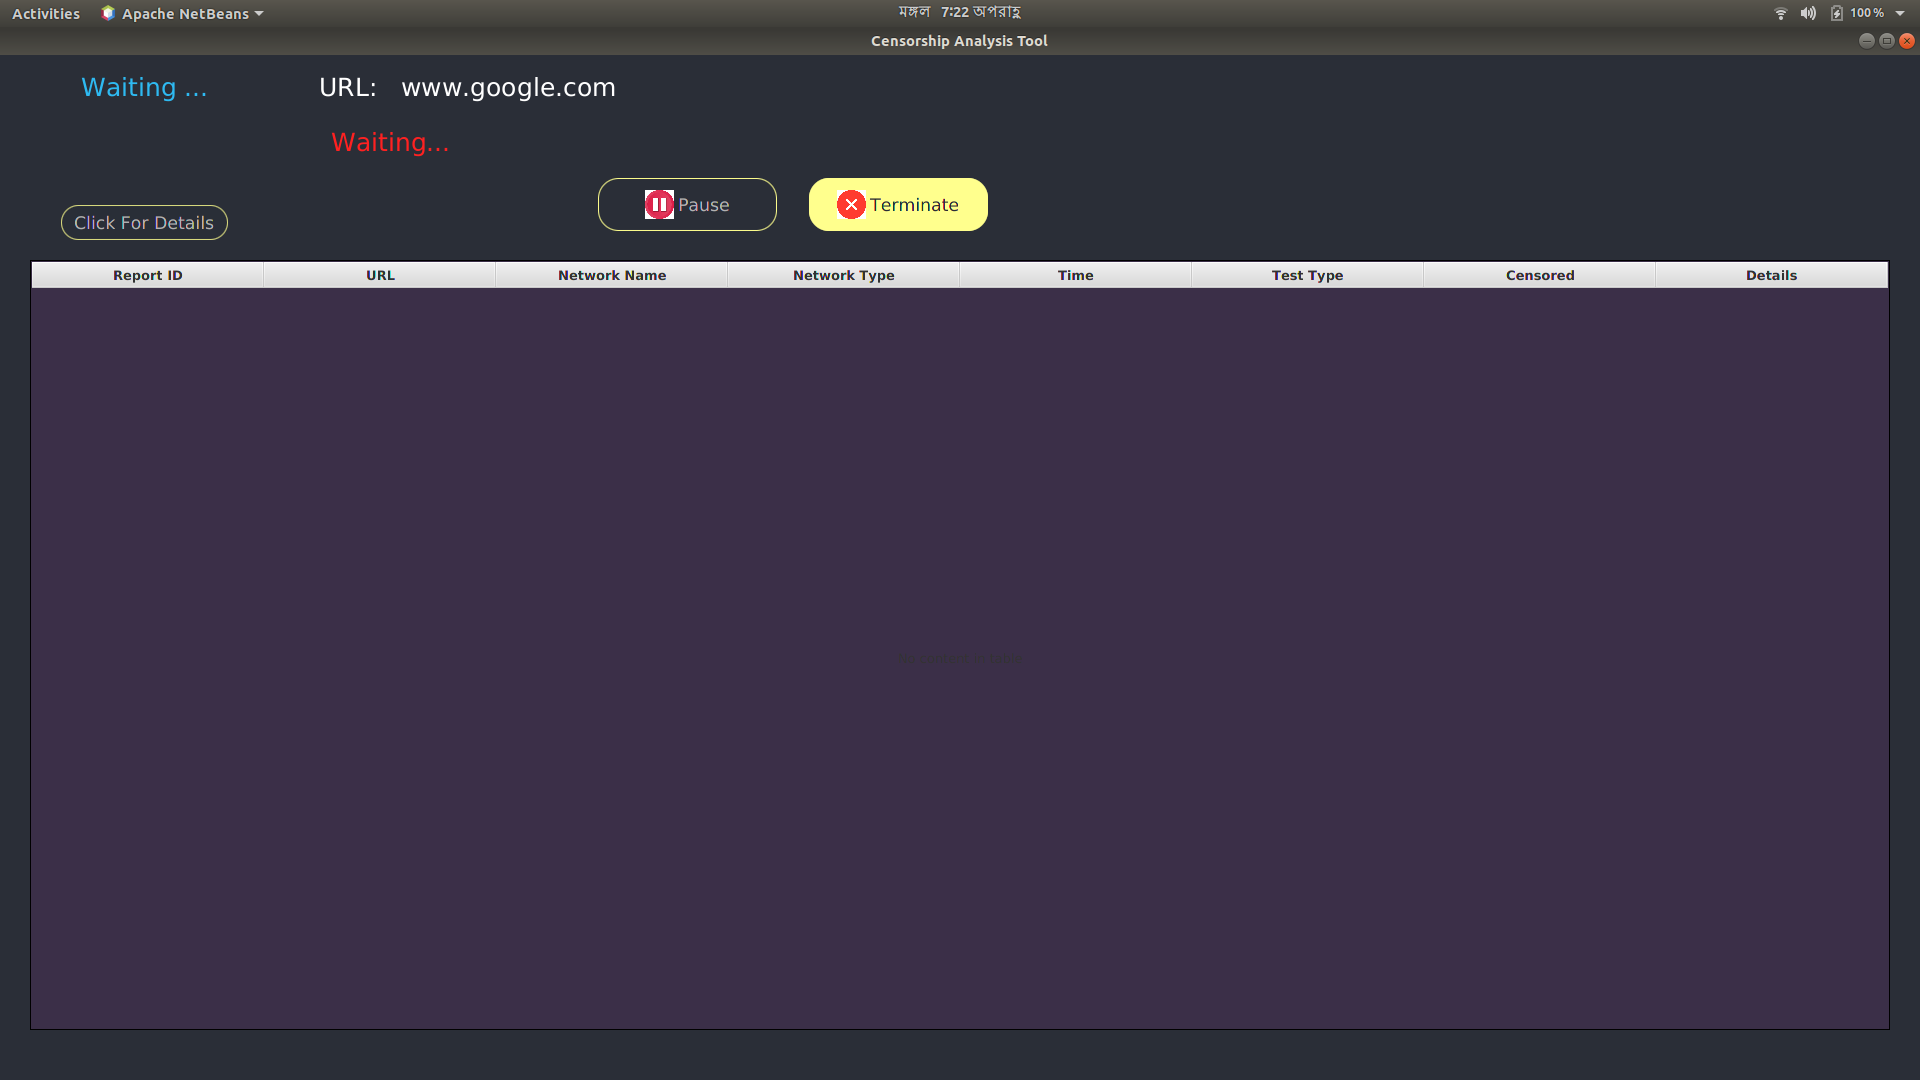 Activities Apache NetBeans মঙ্গল 7:22 অপরাহ্ণ 100%
Censorship Analysis Tool
Waiting ... URL: www.google.com
Waiting...
Pause Terminate
Click For Details
Report ID URL Network Name Network Type Time Test Type Censored Details